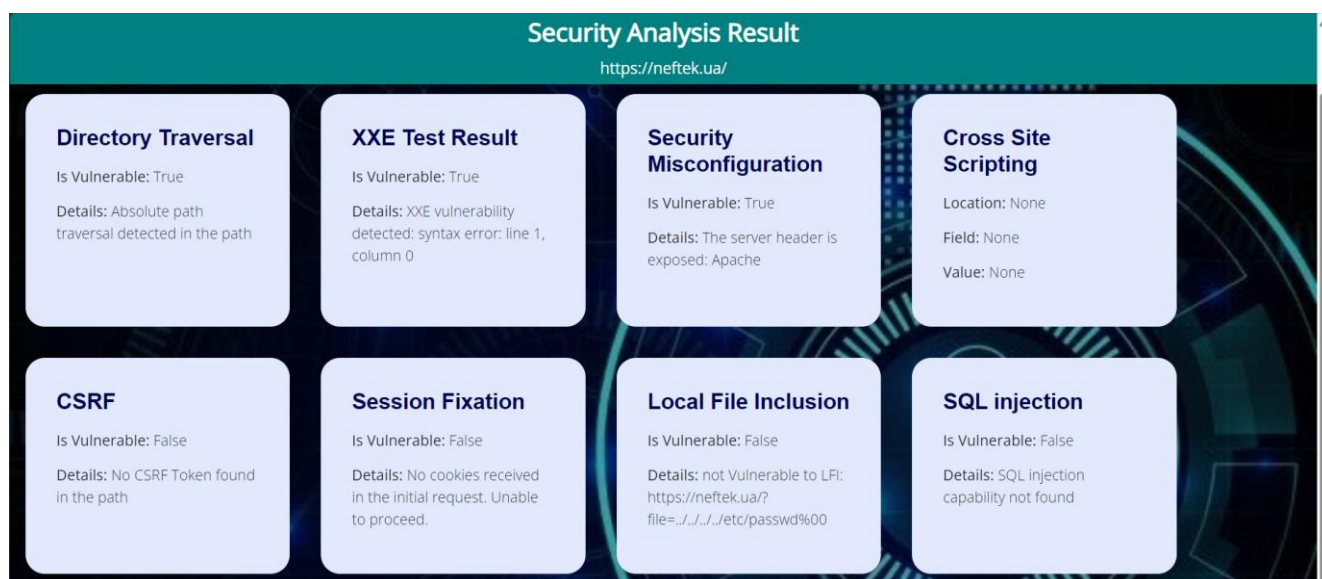 Security Analysis Result
https://neftek.ua/
Directory Traversal
Is Vulnerable: True
Details: Absolute path
traversal detected in the path
XXE Test Result
Is Vulnerable: True
Details: XXE vulnerability
detected: syntax error: line 1,
column 0
Security
Misconfiguration
Is Vulnerable: True
Details: The server header is
exposed: Apache
Cross Site
Scripting
Location: None
Field: None
Value: None
CSRF
Is Vulnerable: False
Details: No CSRF Token found
in the path
Session Fixation
Is Vulnerable: False
Details: No cookies received
in the initial request. Unable
to proceed.
Local File Inclusion
Is Vulnerable: False
Details: not Vulnerable to LFI:
https://neftek.ua/?
file=../../../../etc/passwd%00
SQL injection
Is Vulnerable: False
Details: SQL injection
capability not found